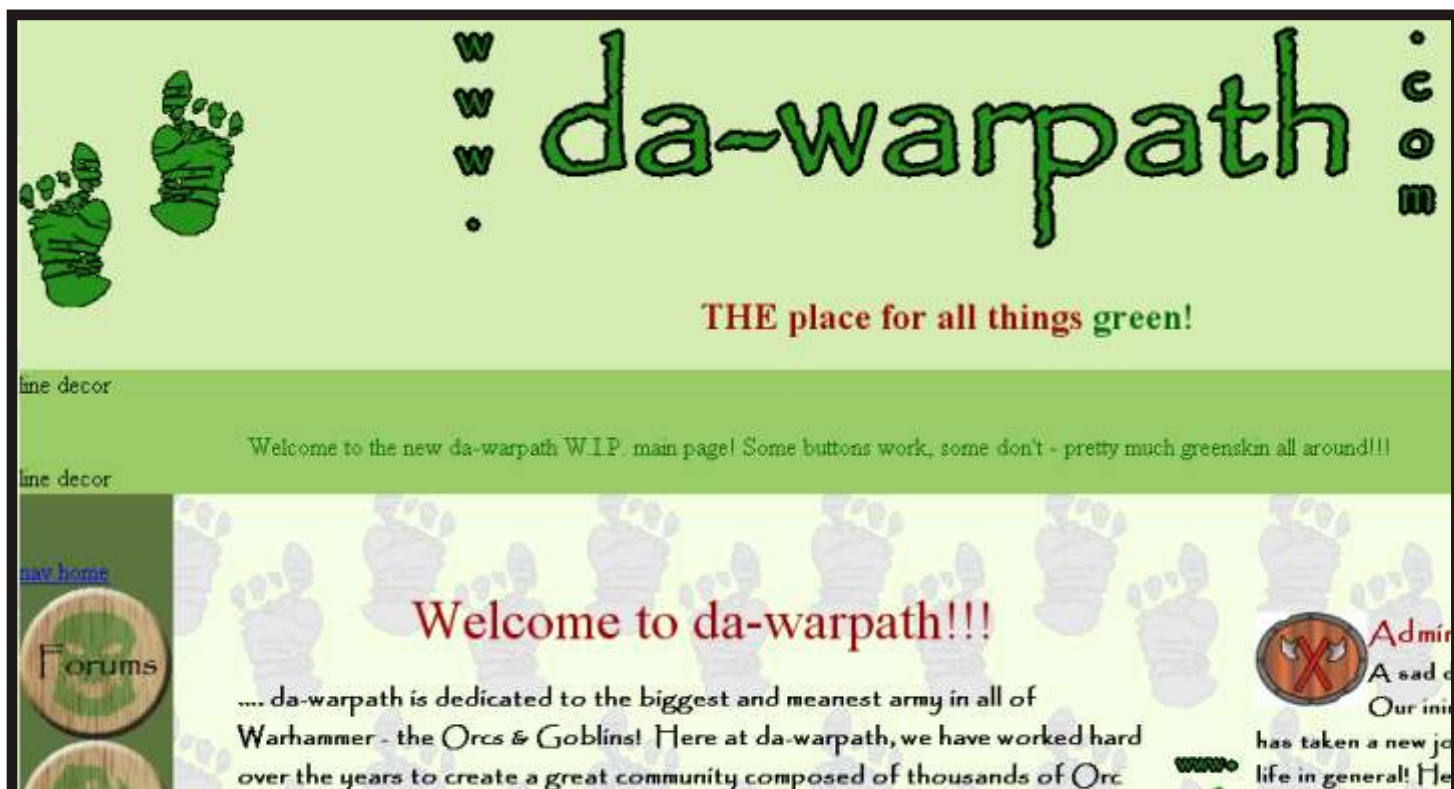 www.
da-warpath
.com
THE place for all things green!
line decor
Welcome to the new da-warpath W.I.P. main page! Some buttons work, some don't - pretty much greenskin all around!!!
line decor
nav home
Forums
Welcome to da-warpath!!!
.... da-warpath is dedicated to the biggest and meanest army in all of
Warhammer - the Orcs & Goblins! Here at da-warpath, we have worked hard
over the years to create a great community composed of thousands of Orc
www.
A sad
has taken a new
life in general! He